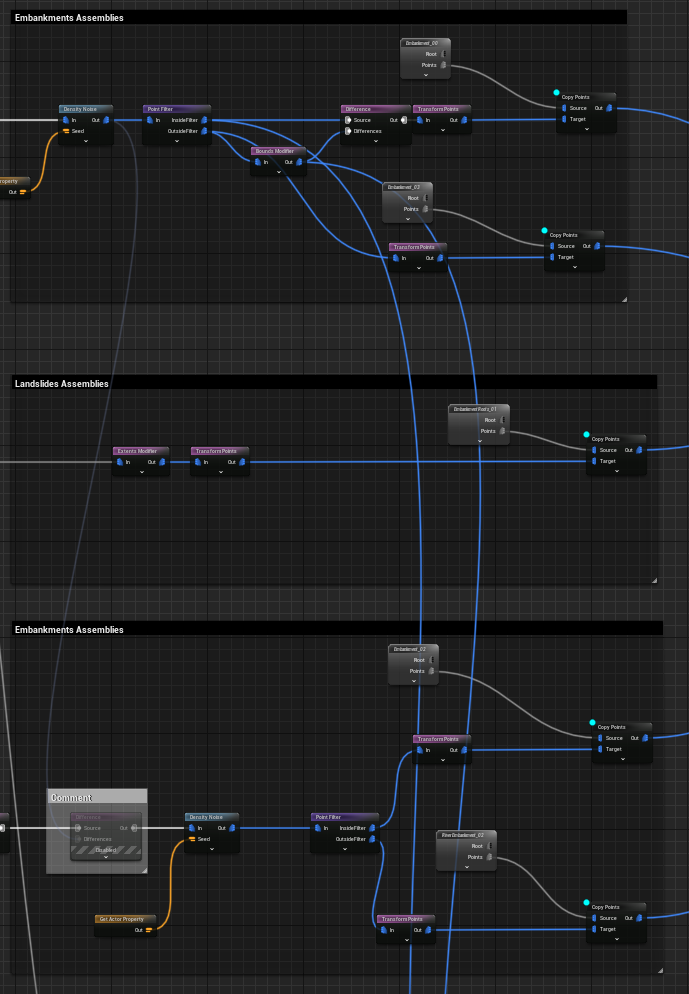 Embankments Assemblies
Embankment_00
Root
Points
Density Noise
In Out
Seed
Point Filter
In InsideFilter
OutsideFilter
Difference
Source Out
Differences
Transform Points
In Out
Copy Points
Source Out
Target
Bounds Modifier
In Out
roperty
Out
Root
Points
Transform Points
In Out
Copy Points
Source Out
Target
Landslides Assemblies
Root
Points
Extents Modifier
In Out
Transform Points
In Out
Copy Points
Source Out
Target
Embankments Assemblies
Root
Points
Transform Points
In Out
Copy Points
Source Out
Target
Comment
Difference
Source Out
Differences
Disabled
Density Noise
In Out
Seed
Point Filter
In InsideFilter
OutsideFilter
Root
Points
Get Actor Property
Out
Transform Points
In Out
Copy Points
Source Out
Target